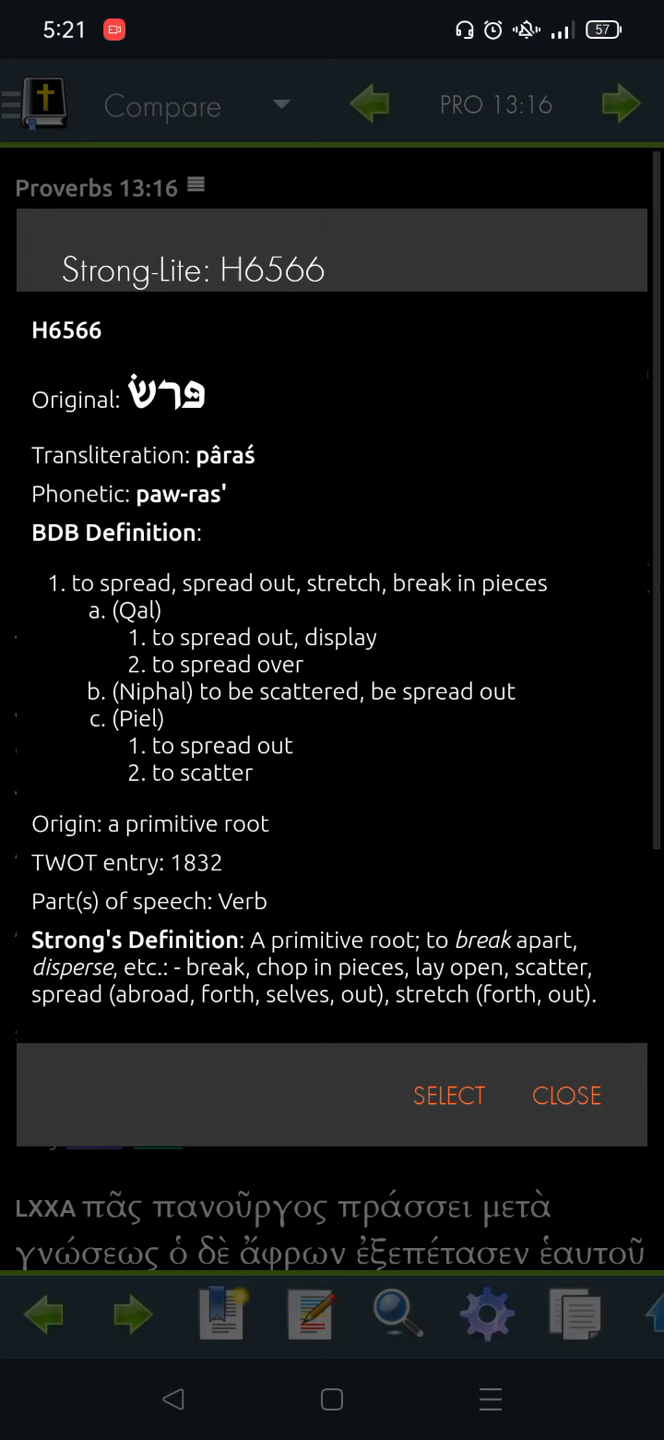 5:21
57
Compare
PRO 13:16
Proverbs 13:16
Strong-Lite: H6566
H6566
Original: פּרשׂ
Transliteration: pâraś
Phonetic: paw-ras'
BDB Definition:
1. to spread, spread out, stretch, break in pieces
a. (Qal)
1. to spread out, display
2. to spread over
b. (Niphal) to be scattered, be spread out
c. (Piel)
1. to spread out
2. to scatter
Origin: a primitive root
TWOT entry: 1832
Part(s) of speech: Verb
Strong's Definition: A primitive root; to break apart,
disperse, etc.: - break, chop in pieces, lay open, scatter,
spread (abroad, forth, selves, out), stretch (forth, out).
SELECT
CLOSE
LXXA πᾶς πανοῦργος πράσσει μετὰ
γνώσεως ὁ δὲ ἄφρων ἐξεπέτασεν ἑαυτοῦ